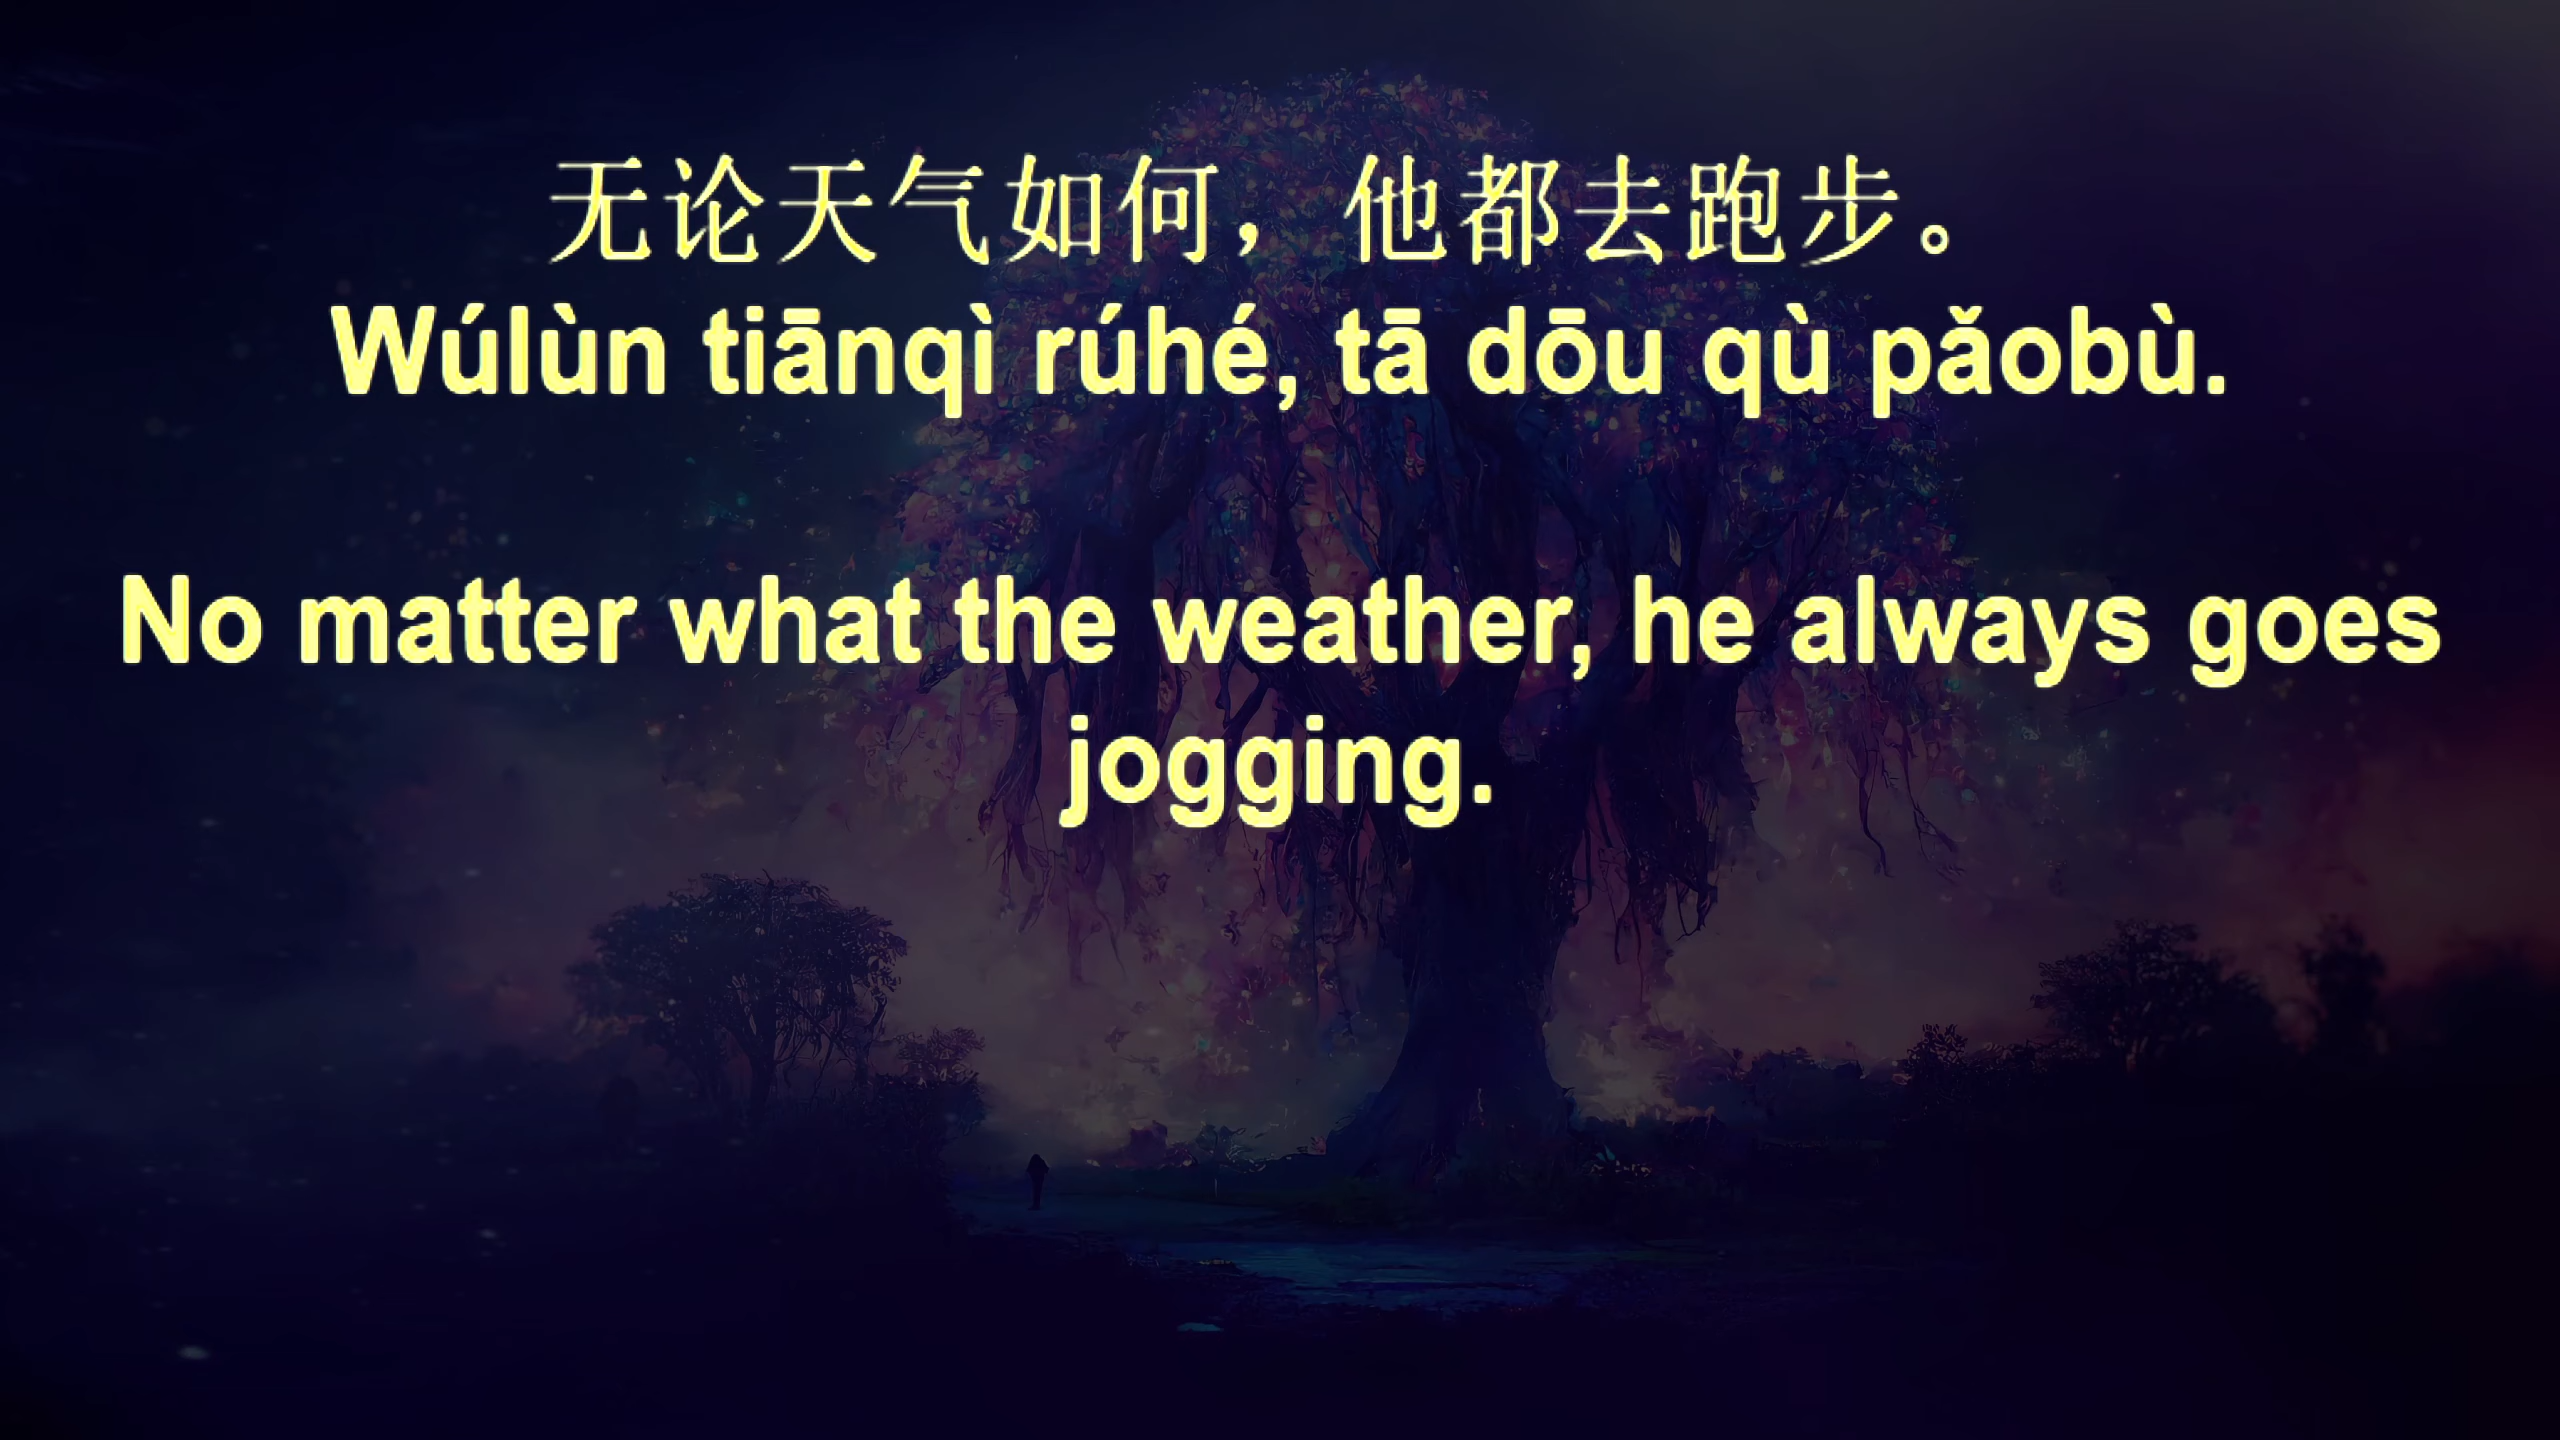 无论天气如何，他都去跑步。
Wúlùn tiānqì rúhé, tā dōu qù pǎobù.
No matter what the weather, he always goes
jogging.